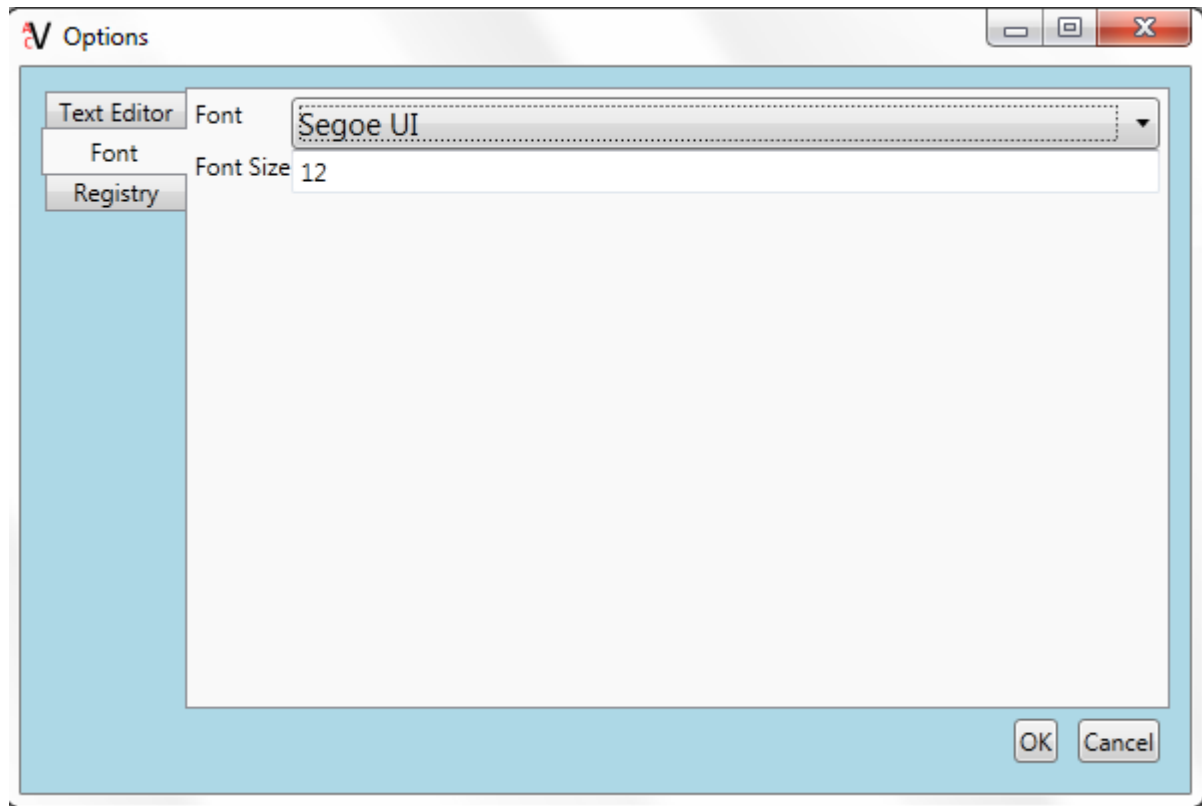 Options
Text Editor
Font
Registry
Font
Segoe UI
Font Size
12
OK
Cancel